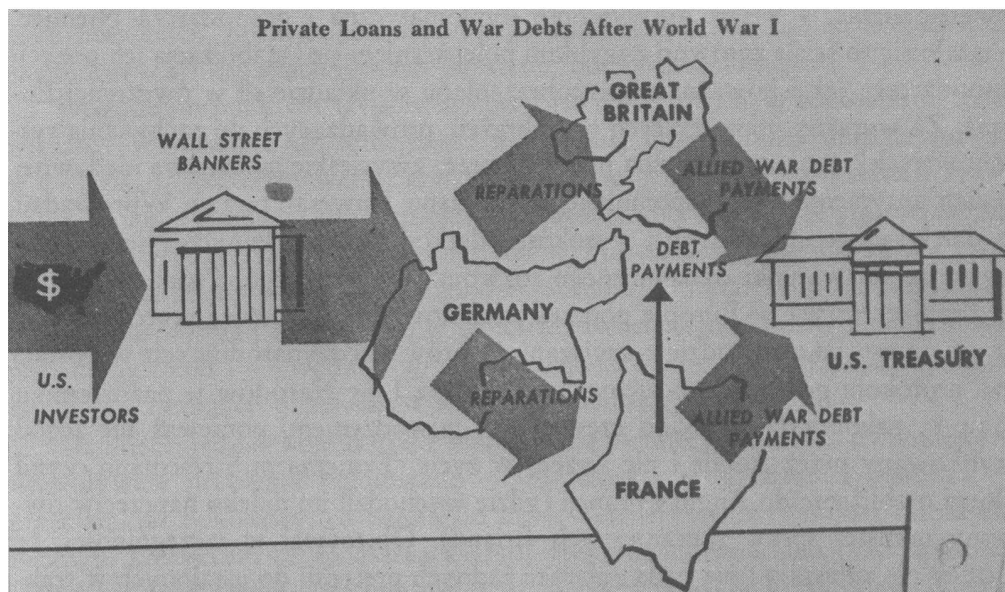 Private Loans and War Debts After World War I
WALL STREET
BANKERS
$
U.S.
INVESTORS
GERMANY
REPARATIONS
REPARATIONS
GREAT
BRITAIN
FRANCE
DEBT
PAYMENTS
ALLIED WAR DEBT
PAYMENTS
ALLIED WAR DEBT
PAYMENTS
U.S. TREASURY